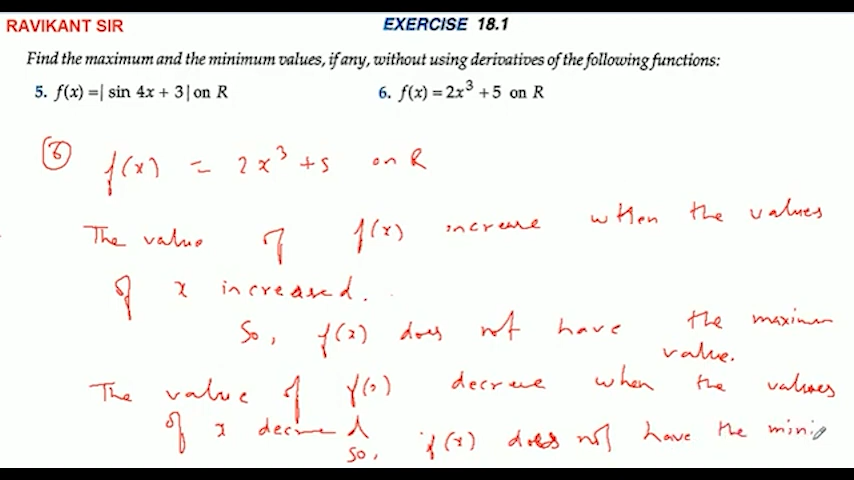 RAVIKANT SIR
EXERCISE 18.1
Find the maximum and the minimum values, if any, without using derivatives of the following functions:
5. f(x) =| sin 4x + 3| on R
6. f(x) = 2x³ + 5 on R
⑥ f(x) = 2x³ + 5 on R
The value of f(x) increase when the values
of x increased.
So, f(x) does not have the maximum
value.
The value of f(x) decrese when the values
of x decresed
so, f(x) does not have the mini